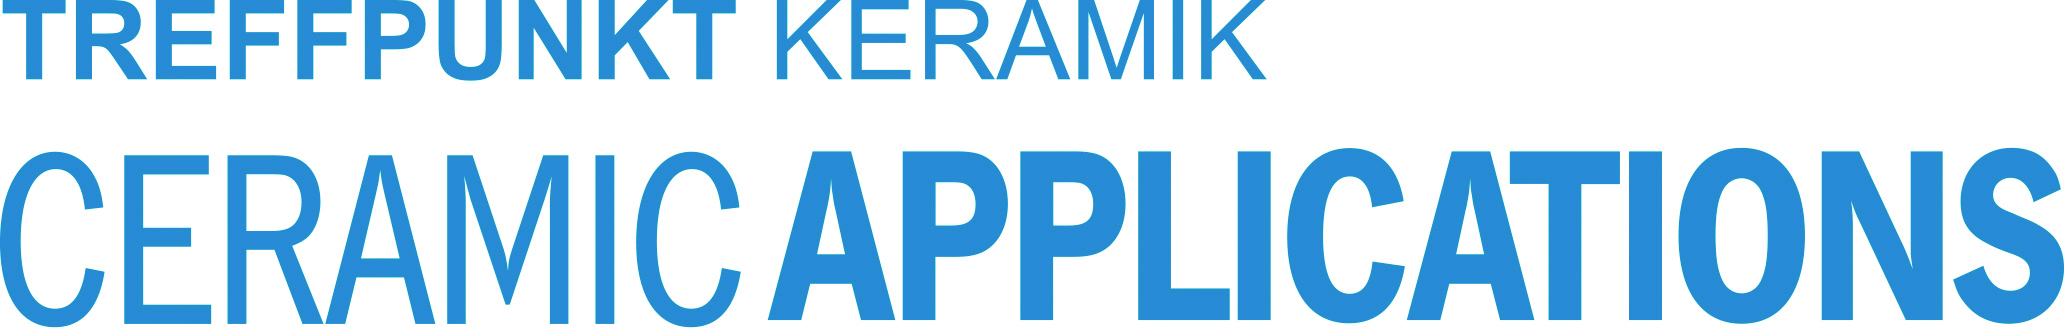 TREFFPUNKT KERAMIK
CERAMIC APPLICATIONS